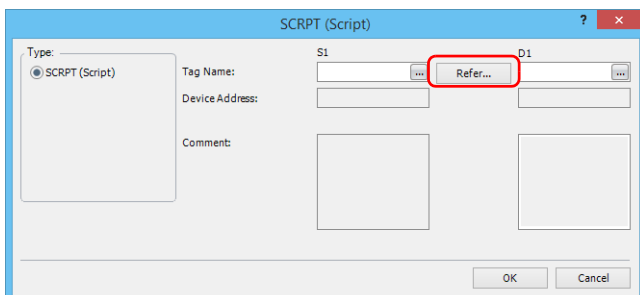 SCRPT (Script) ? ×
Type: S1 D1
SCRPT (Script) Tag Name: ... Refer... ...
Device Address:
Comment:
OK Cancel